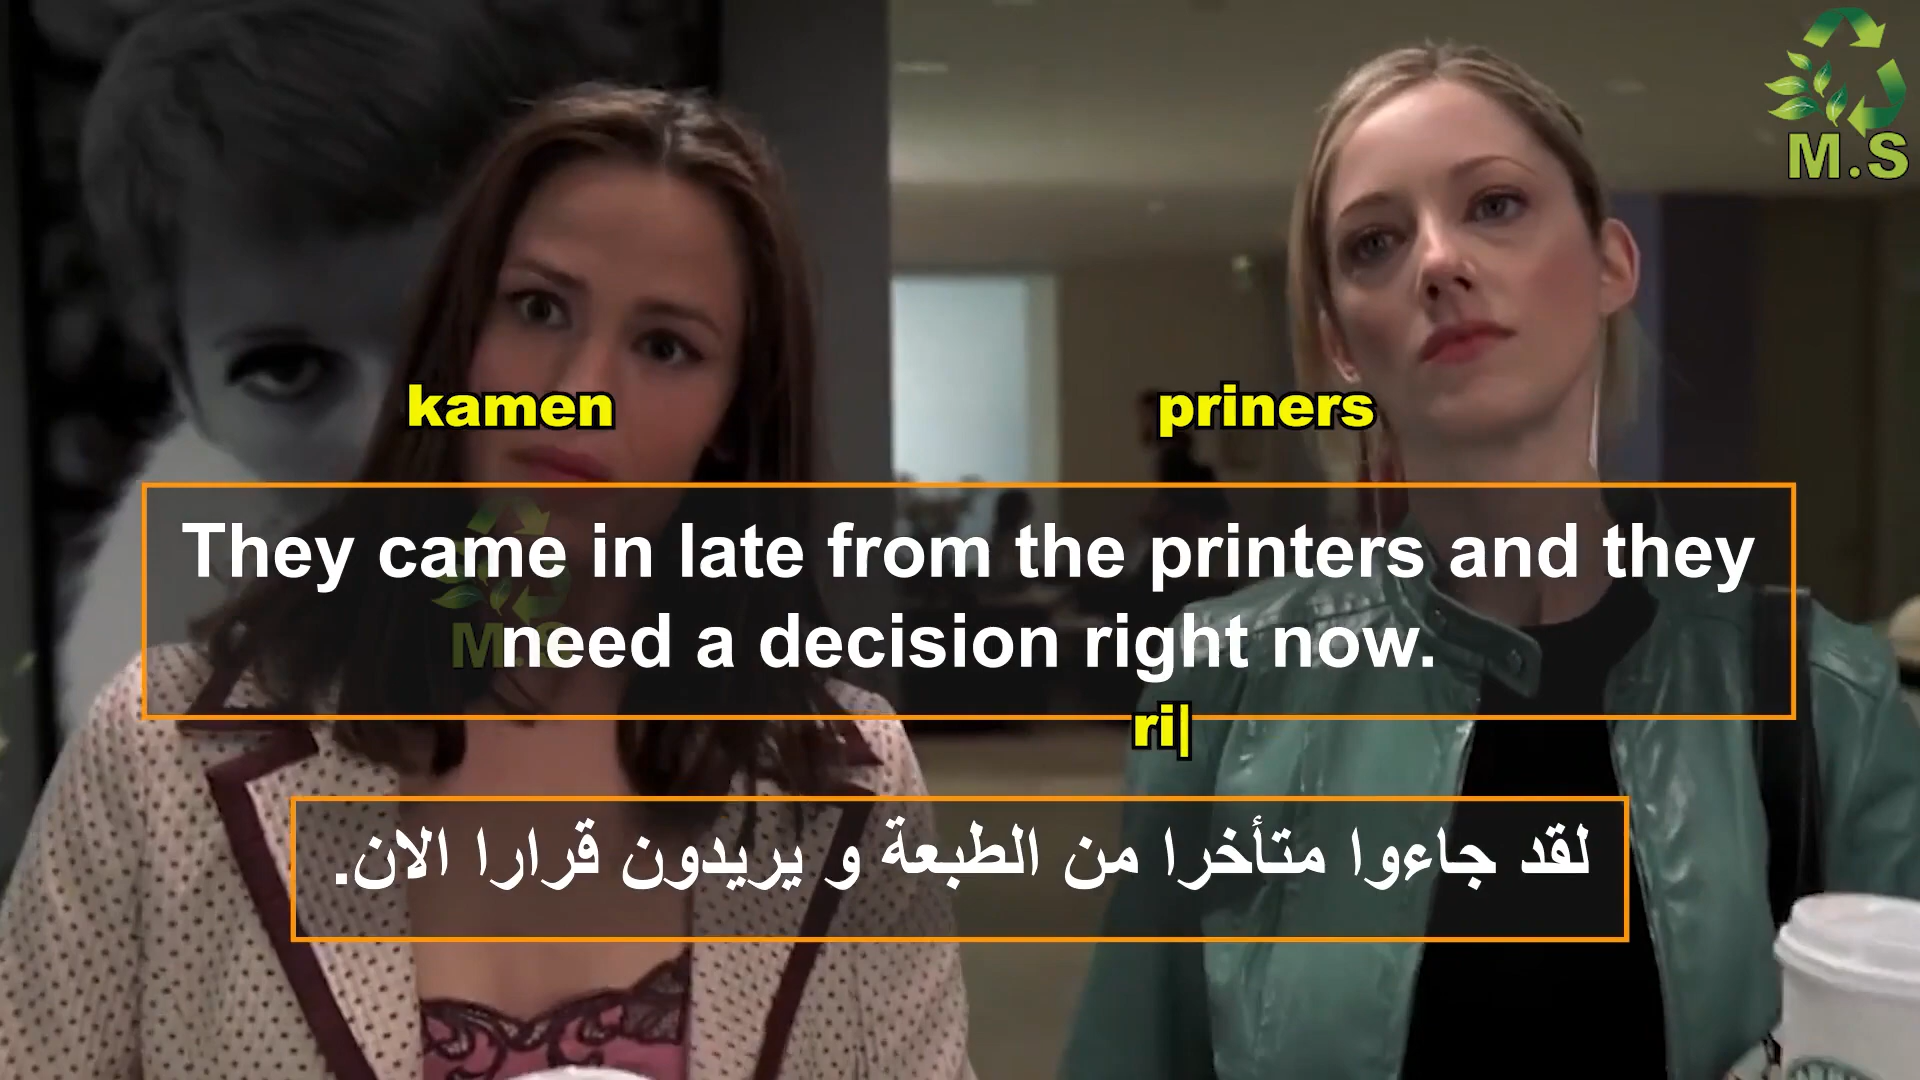 M.S
kamen
priners
They came in late from the printers and they
M.S
need a decision right now.
ri|
لقد جاءوا متأخرا من الطبعة و يريدون قرارا الان.